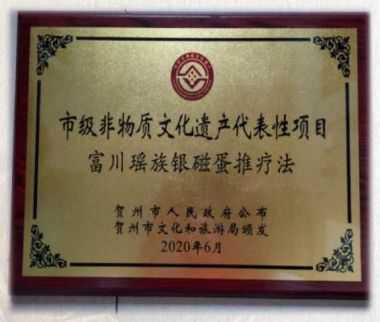 市级非物质文化遗产代表性项目
富川瑶族银磁蛋推疗法
贺州市人民政府公布
贺州市文化和旅游局颁发
2020年6月